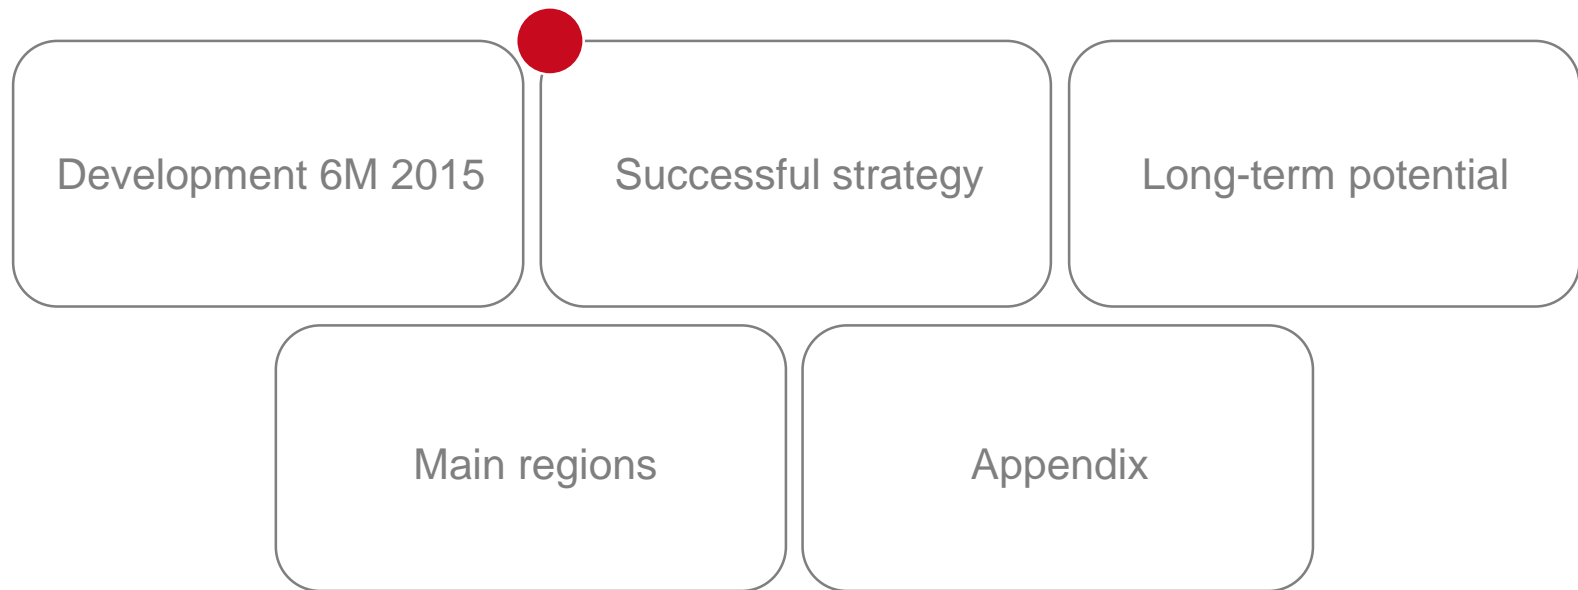 Development 6M 2015
Successful strategy
Long-term potential
Main regions
Appendix